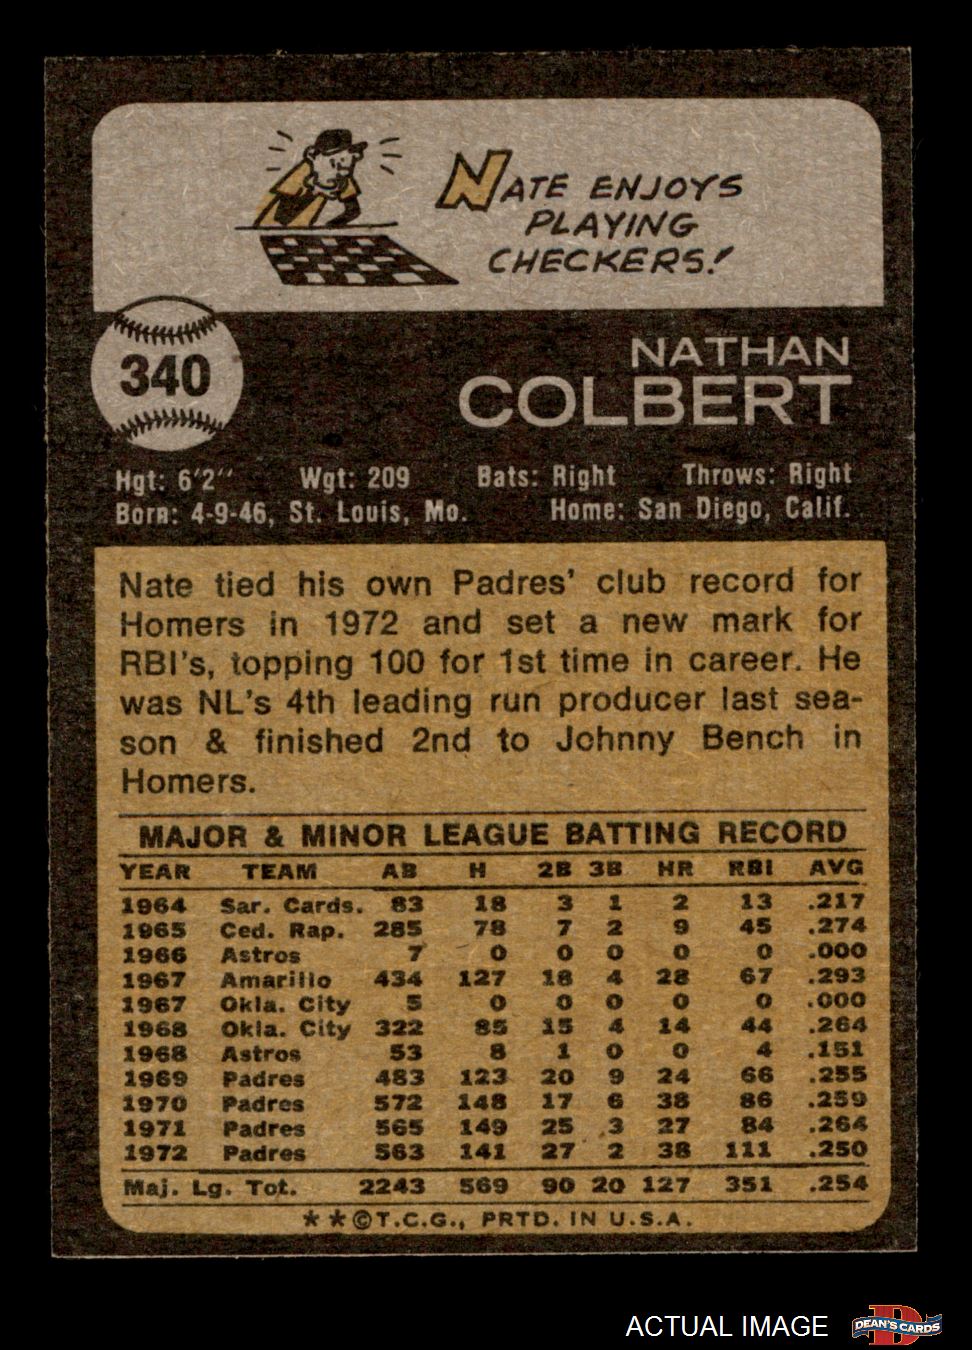 NATE ENJOYS
PLAYING
CHECKERS!
340
NATHAN
COLBERT
Hgt: 6'2" Wgt: 209 Bats: Right Throws: Right
Born: 4-9-46, St. Louis, Mo. Home: San Diego, Calif.
Nate tied his own Padres' club record for
Homers in 1972 and set a new mark for
RBI's, topping 100 for 1st time in career. He
was NL's 4th leading run producer last sea-
son & finished 2nd to Johnny Bench in
Homers.
MAJOR & MINOR LEAGUE BATTING RECORD
YEAR TEAM AB H 2B 3B HR RBI AVG
1964 Sar. Cards. 83 18 3 1 2 13 .217
1965 Ced. Rap. 285 78 7 2 9 45 .274
1966 Astros 7 0 0 0 0 0 .000
1967 Amarillo 434 127 18 4 28 67 .293
1967 Okla. City 5 0 0 0 0 0 .000
1968 Okla. City 322 85 15 4 14 44 .264
1968 Astros 53 8 1 0 0 4 .151
1969 Padres 483 123 20 9 24 66 .255
1970 Padres 572 148 17 6 38 86 .259
1971 Padres 565 149 25 3 27 84 .264
1972 Padres 563 141 27 2 38 111 .250
Maj. Lg. Tot. 2243 569 90 20 127 351 .254
**©T.C.G., PRTD. IN U.S.A.
ACTUAL IMAGE
D
DEAN'S CARDS